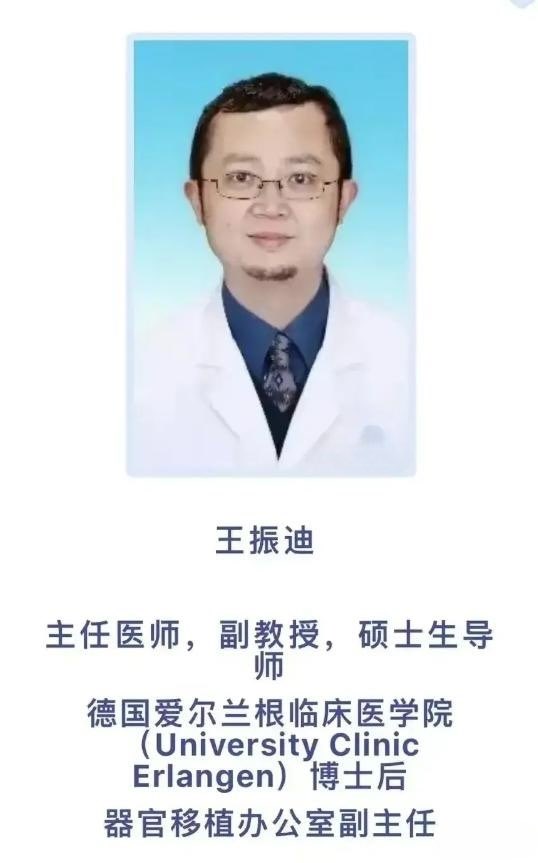 王振迪
主任医师，副教授，硕士生导
师
德国爱尔兰根临床医学院
（University Clinic
Erlangen）博士后
器官移植办公室副主任